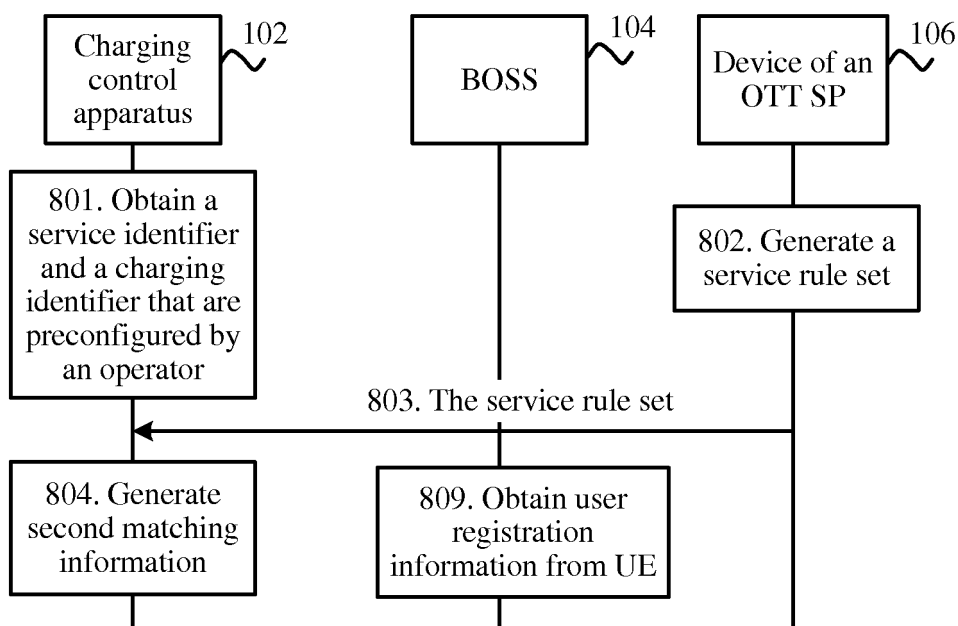 Charging
control
apparatus
102
BOSS
104
Device of an
OTT SP
106
801. Obtain a
service identifier
and a charging
identifier that are
preconfigured by
an operator
802. Generate a
service rule set
803. The service rule set
804. Generate
second matching
information
809. Obtain user
registration
information from UE